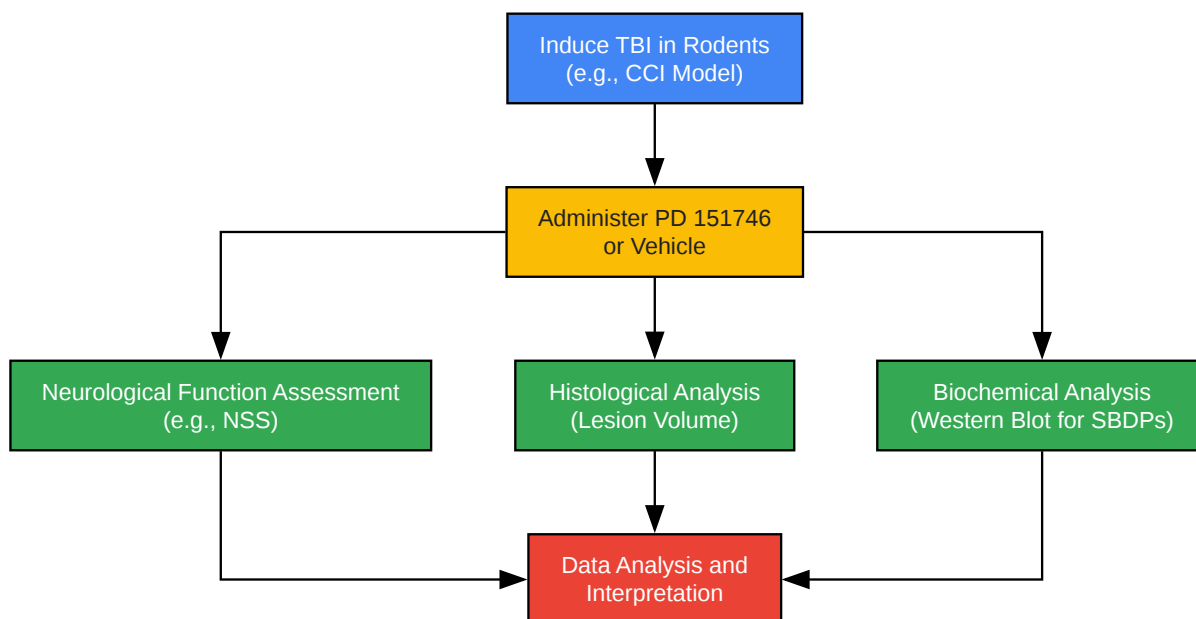 Induce TBI in Rodents
(e.g., CCI Model)
Administer PD 151746
or Vehicle
Neurological Function Assessment
(e.g., NSS)
Histological Analysis
(Lesion Volume)
Biochemical Analysis
(Western Blot for SBDPs)
Data Analysis and
Interpretation